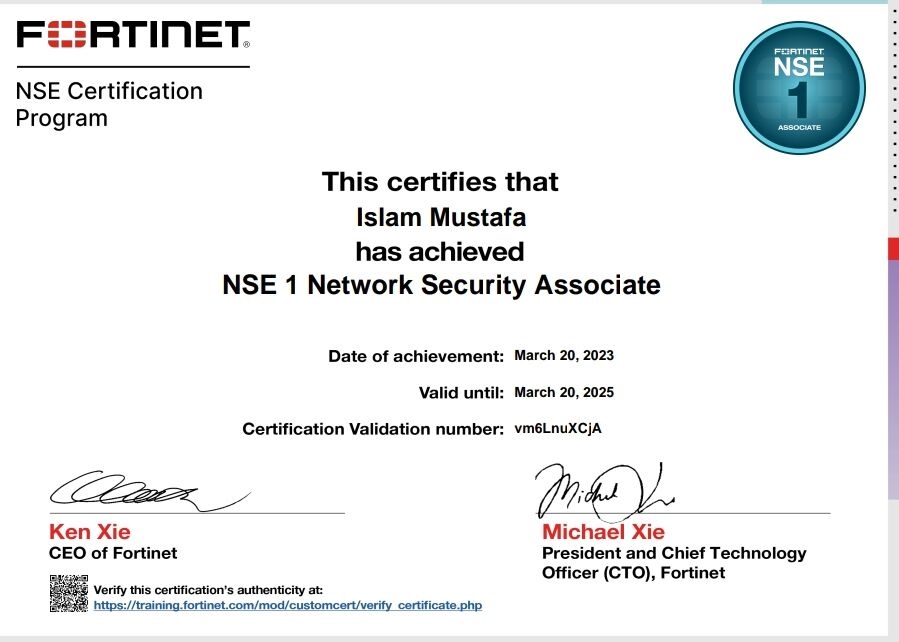 FORTINET®
NSE Certification
Program
FORTINET
NSE
1
ASSOCIATE
This certifies that
Islam Mustafa
has achieved
NSE 1 Network Security Associate
Date of achievement: March 20, 2023
Valid until: March 20, 2025
Certification Validation number: vm6LnuXCjA
Ken Xie
CEO of Fortinet
Michael Xie
President and Chief Technology
Officer (CTO), Fortinet
Verify this certification's authenticity at:
https://training.fortinet.com/mod/customcert/verify_certificate.php